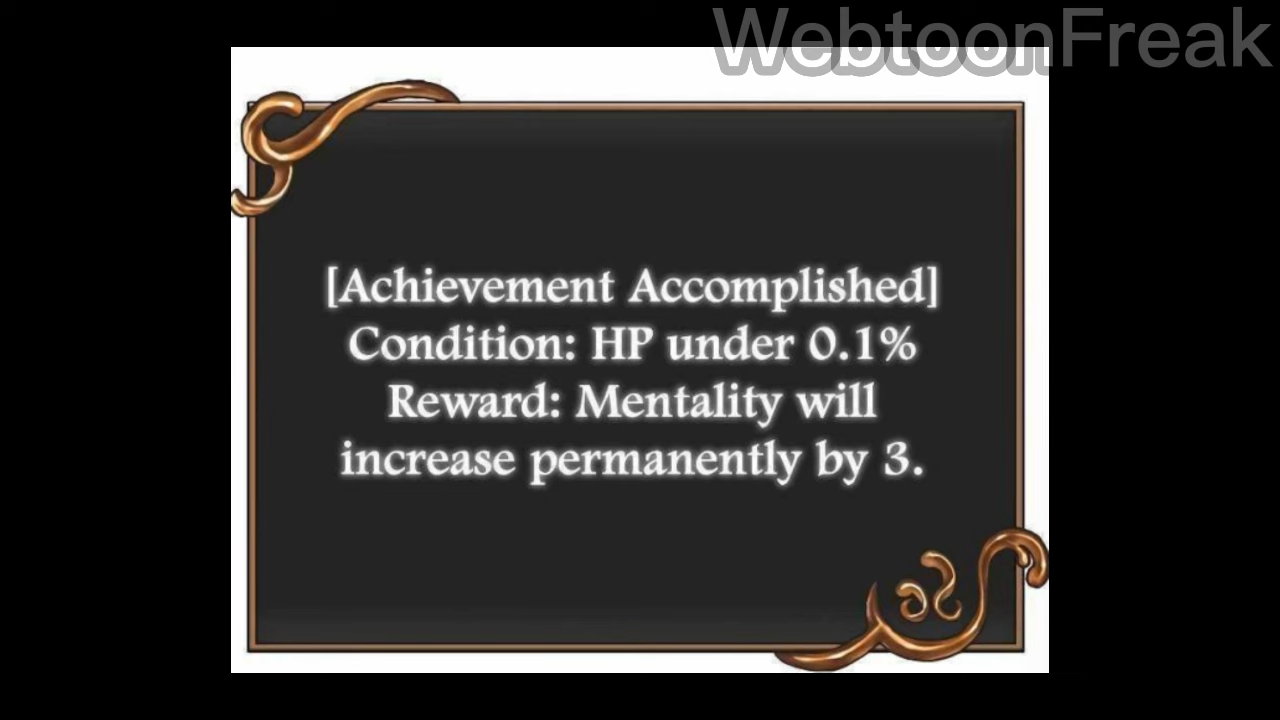 WebtoonFreak
[Achievement Accomplished]
Condition: HP under 0.1%
Reward: Mentality will
increase permanently by 3.